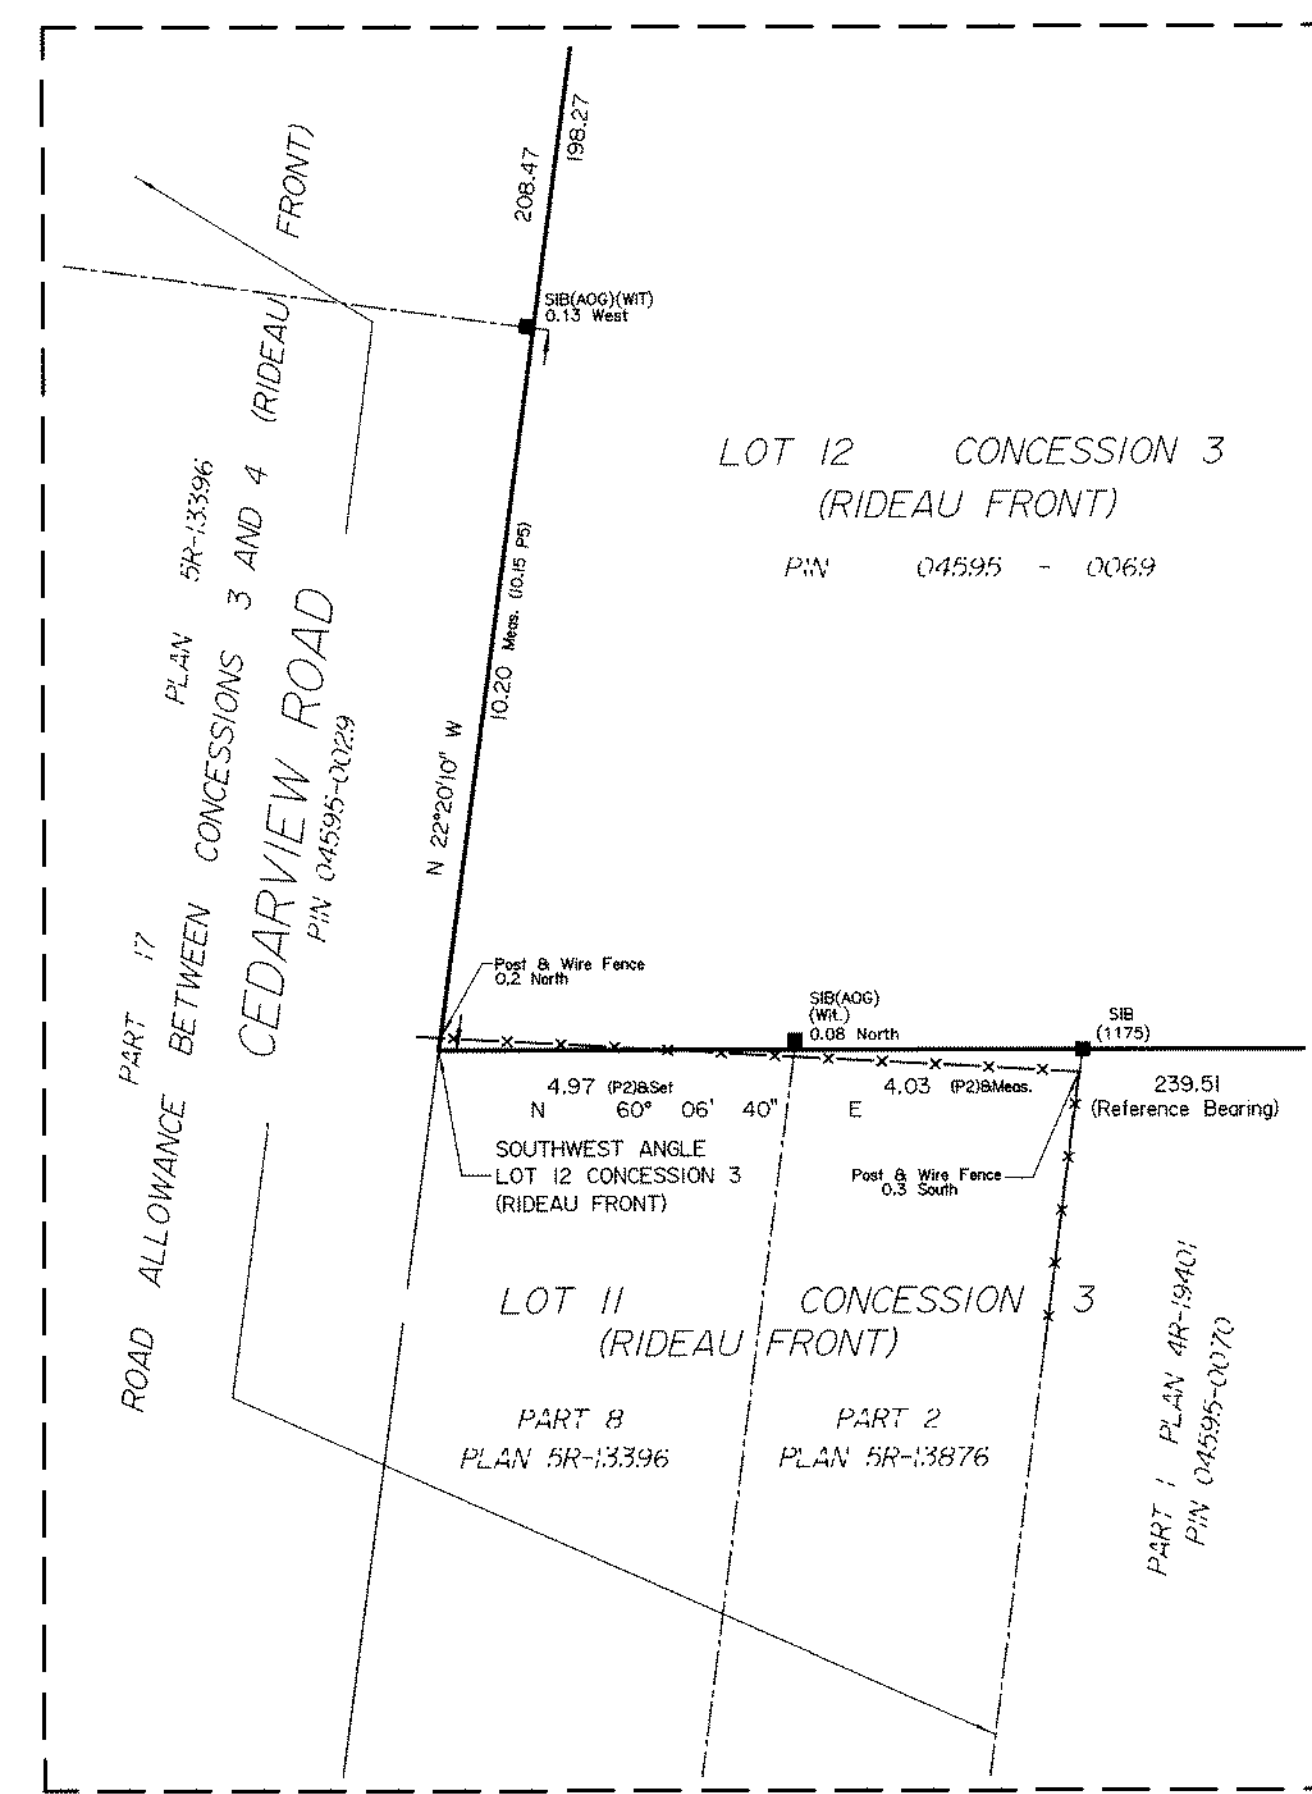 208.47
198.27
SIB(AOG)(WIT)
0.13 West
LOT 12 CONCESSION 3
(RIDEAU FRONT)
PIN 04595 - 0069
10.20 Meas. (10.15 P5)
N 22°20'10" W
PART 17 PLAN 5R-13396
ROAD ALLOWANCE BETWEEN CONCESSIONS 3 AND 4 (RIDEAU FRONT)
CEDARVIEW ROAD
PIN 04595-0029
Post & Wire Fence
0.2 North
SIB(AOG)
(Wit.)
0.08 North
SIB
(1175)
4.97 (P2)&Set
4.03 (P2)&Meas.
239.51
N 60° 06' 40" E
(Reference Bearing)
SOUTHWEST ANGLE
LOT 12 CONCESSION 3
(RIDEAU FRONT)
Post & Wire Fence
0.3 South
LOT 11 CONCESSION 3
(RIDEAU FRONT)
PART 8
PLAN 5R-13396
PART 2
PLAN 5R-13876
PART 1 PLAN 4R-19401
PIN 04595-0070